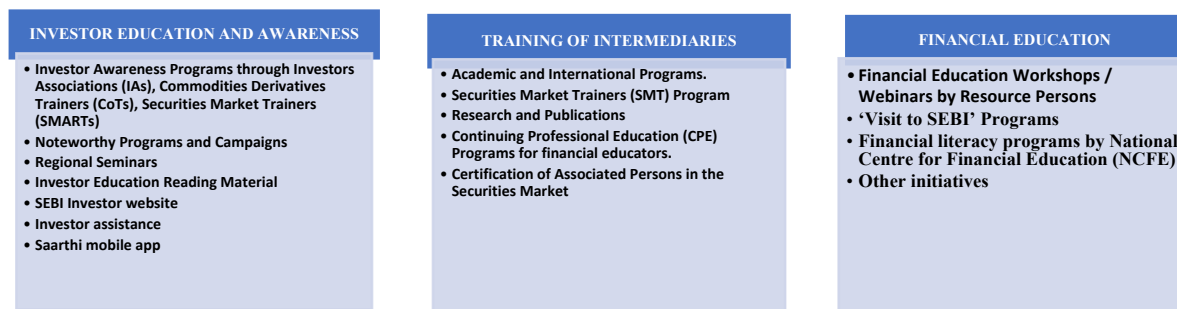 INVESTOR EDUCATION AND AWARENESS
• Investor Awareness Programs through Investors
Associations (IAs), Commodities Derivatives
Trainers (CoTs), Securities Market Trainers
(SMARTs)
• Noteworthy Programs and Campaigns
• Regional Seminars
• Investor Education Reading Material
• SEBI Investor website
• Investor assistance
• Saarthi mobile app
TRAINING OF INTERMEDIARIES
• Academic and International Programs.
• Securities Market Trainers (SMT) Program
• Research and Publications
• Continuing Professional Education (CPE)
Programs for financial educators.
• Certification of Associated Persons in the
Securities Market
FINANCIAL EDUCATION
• Financial Education Workshops /
Webinars by Resource Persons
• ‘Visit to SEBI’ Programs
• Financial literacy programs by National
Centre for Financial Education (NCFE)
• Other initiatives